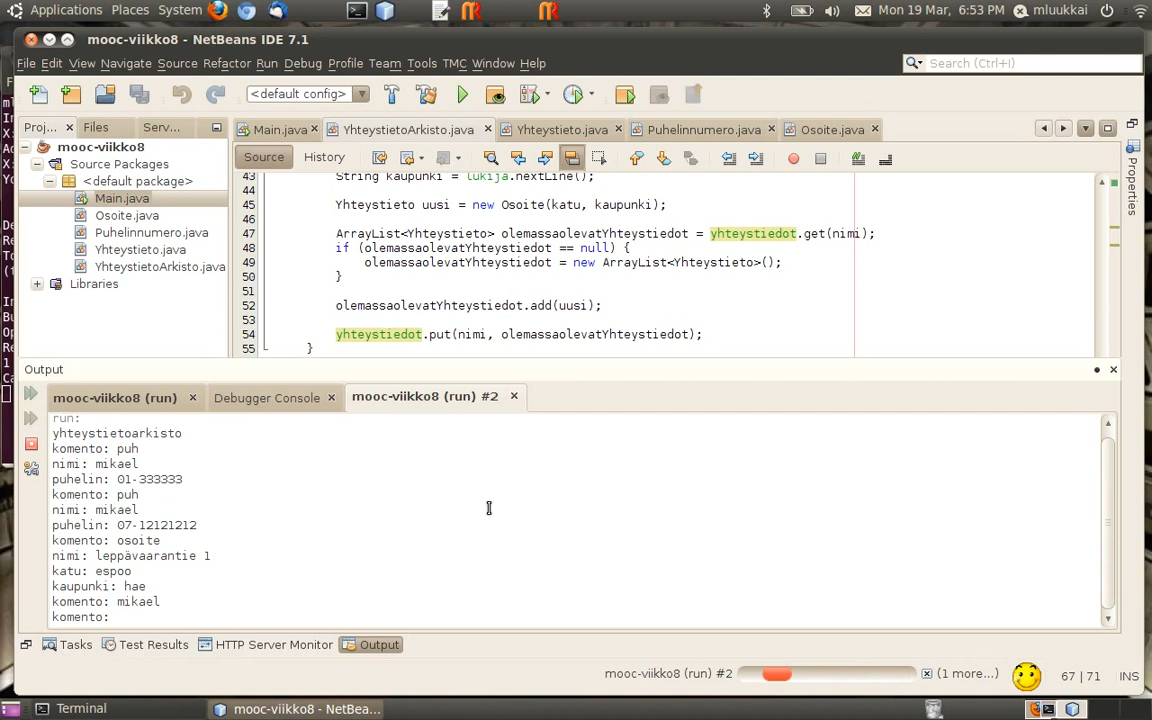 Applications Places System Mon 19 Mar, 6:53 PM mluukkai
mooc-viikko8 - NetBeans IDE 7.1
File Edit View Navigate Source Refactor Run Debug Profile Team Tools TMC Window Help Search (Ctrl+I)
<default config>
Proj... Files Serv... Main.java YhteystietoArkisto.java Yhteystieto.java Puhelinnumero.java Osoite.java
mooc-viikko8
Source Packages
<default package>
Main.java
Osoite.java
Puhelinnumero.java
Yhteystieto.java
YhteystietoArkisto.java
Libraries
Source History
Properties
43 String kaupunki = lukija.nextLine();
44
45 Yhteystieto uusi = new Osoite(katu, kaupunki);
46
47 ArrayList<Yhteystieto> olemassaolevatYhteystiedot = yhteystiedot.get(nimi);
48 if (olemassaolevatYhteystiedot == null) {
49 olemassaolevatYhteystiedot = new ArrayList<Yhteystieto>();
50 }
51
52 olemassaolevatYhteystiedot.add(uusi);
53
54 yhteystiedot.put(nimi, olemassaolevatYhteystiedot);
55 }
Output
mooc-viikko8 (run) Debugger Console mooc-viikko8 (run) #2
run:
yhteystietoarkisto
komento: puh
nimi: mikael
puhelin: 01-333333
komento: puh
nimi: mikael
puhelin: 07-12121212
komento: osoite
nimi: leppävaarantie 1
katu: espoo
kaupunki: hae
komento: mikael
komento:
Tasks Test Results HTTP Server Monitor Output
mooc-viikko8 (run) #2 (1 more...) 67 | 71 INS
Terminal mooc-viikko8 - NetBea...